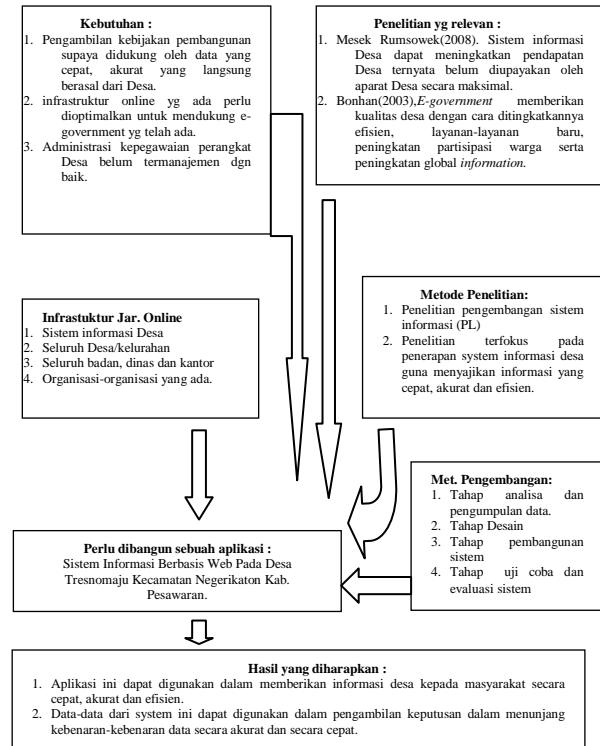 Kebutuhan :
1. Pengambilan kebijakan pembangunan
supaya didukung oleh data yang
cepat, akurat yang langsung
berasal dari Desa.
2. infrastruktur online yg ada perlu
dioptimalkan untuk mendukung e-
government yg telah ada.
3. Administrasi kepegawaian perangkat
Desa belum termanajemen dgn
baik.
Penelitian yg relevan :
1. Mesek Rumsowek(2008). Sistem informasi
Desa dapat meningkatkan pendapatan
Desa ternyata belum diupayakan oleh
aparat Desa secara maksimal.
2. Bonhan(2003),E-government memberikan
kualitas desa dengan cara ditingkatkannya
efisien, layanan-layanan baru,
peningkatan partisipasi warga serta
peningkatan global information.
Infrastuktur Jar. Online
1. Sistem informasi Desa
2. Seluruh Desa/kelurahan
3. Seluruh badan, dinas dan kantor
4. Organisasi-organisasi yang ada.
Metode Penelitian:
1. Penelitian pengembangan sistem
informasi (PL)
2. Penelitian terfokus pada
penerapan system informasi desa
guna menyajikan informasi yang
cepat, akurat dan efisien.
Met. Pengembangan:
1. Tahap analisa dan
pengumpulan data.
2. Tahap Desain
3. Tahap pembangunan
sistem
4. Tahap uji coba dan
evaluasi sistem
Perlu dibangun sebuah aplikasi :
Sistem Informasi Berbasis Web Pada Desa
Tresnomaju Kecamatan Negerikaton Kab.
Pesawaran.
Hasil yang diharapkan :
1. Aplikasi ini dapat digunakan dalam memberikan informasi desa kepada masyarakat secara
cepat, akurat dan efisien.
2. Data-data dari system ini dapat digunakan dalam pengambilan keputusan dalam menunjang
kebenaran-kebenaran data secara akurat dan secara cepat.